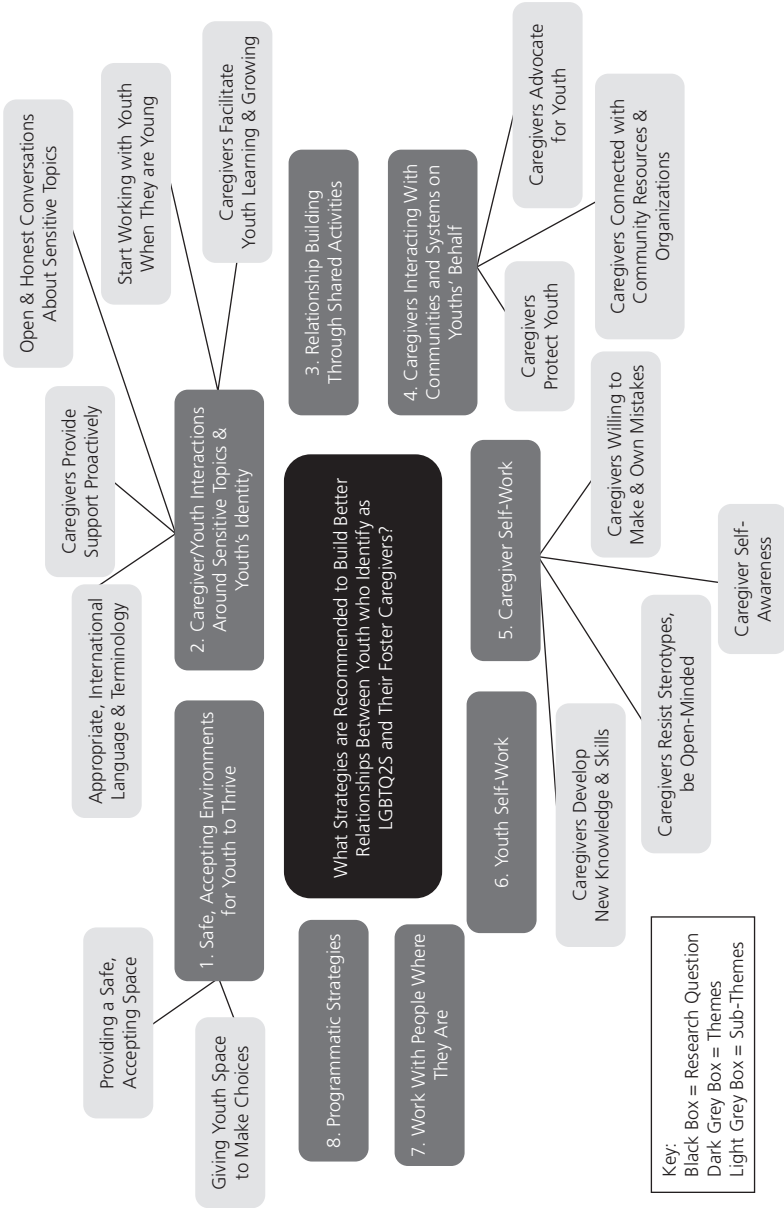 Providing a Safe,
Accepting Space
Giving Youth Space
to Make Choices
1. Safe, Accepting Environments
for Youth to Thrive
Appropriate, International
Language & Terminology
Caregivers Provide
Support Proactively
Open & Honest Conversations
About Sensitive Topics
Start Working with Youth
When They are Young
Caregivers Facilitate
Youth Learning & Growing
2. Caregiver/Youth Interactions
Around Sensitive Topics &
Youth's Identity
3. Relationship Building
Through Shared Activities
4. Caregivers Interacting With
Communities and Systems on
Youths' Behalf
Caregivers
Protect Youth
Caregivers Advocate
for Youth
Caregivers Connected with
Community Resources &
Organizations
What Strategies are Recommended to Build Better
Relationships Between Youth who Identify as
LGBTQ2S and Their Foster Caregivers?
5. Caregiver Self-Work
Caregivers Develop
New Knowledge & Skills
Caregivers Resist Sterotypes,
be Open-Minded
Caregiver Self-
Awareness
Caregivers Willing to
Make & Own Mistakes
6. Youth Self-Work
7. Work With People Where
They Are
8. Programmatic Strategies
Key:
Black Box = Research Question
Dark Grey Box = Themes
Light Grey Box = Sub-Themes